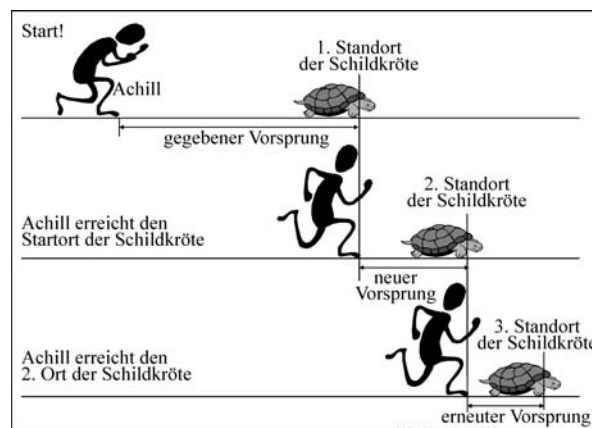 Start!
Achill
1. Standort
der Schildkröte
gegebener Vorsprung
2. Standort
der Schildkröte
Achill erreicht den
Startort der Schildkröte
neuer
Vorsprung
3. Standort
der Schildkröte
Achill erreicht den
2. Ort der Schildkröte
erneuter Vorsprung